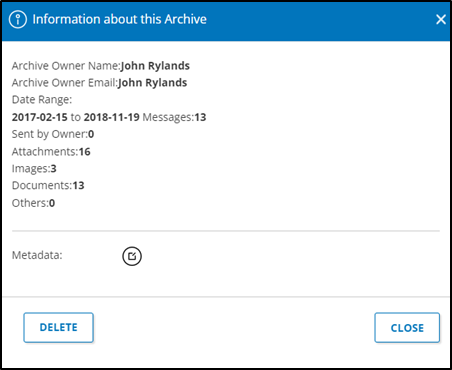 Information about this Archive
Archive Owner Name:John Rylands
Archive Owner Email:John Rylands
Date Range:
2017-02-15 to 2018-11-19 Messages:13
Sent by Owner:0
Attachments:16
Images:3
Documents:13
Others:0
Metadata:
DELETE
CLOSE